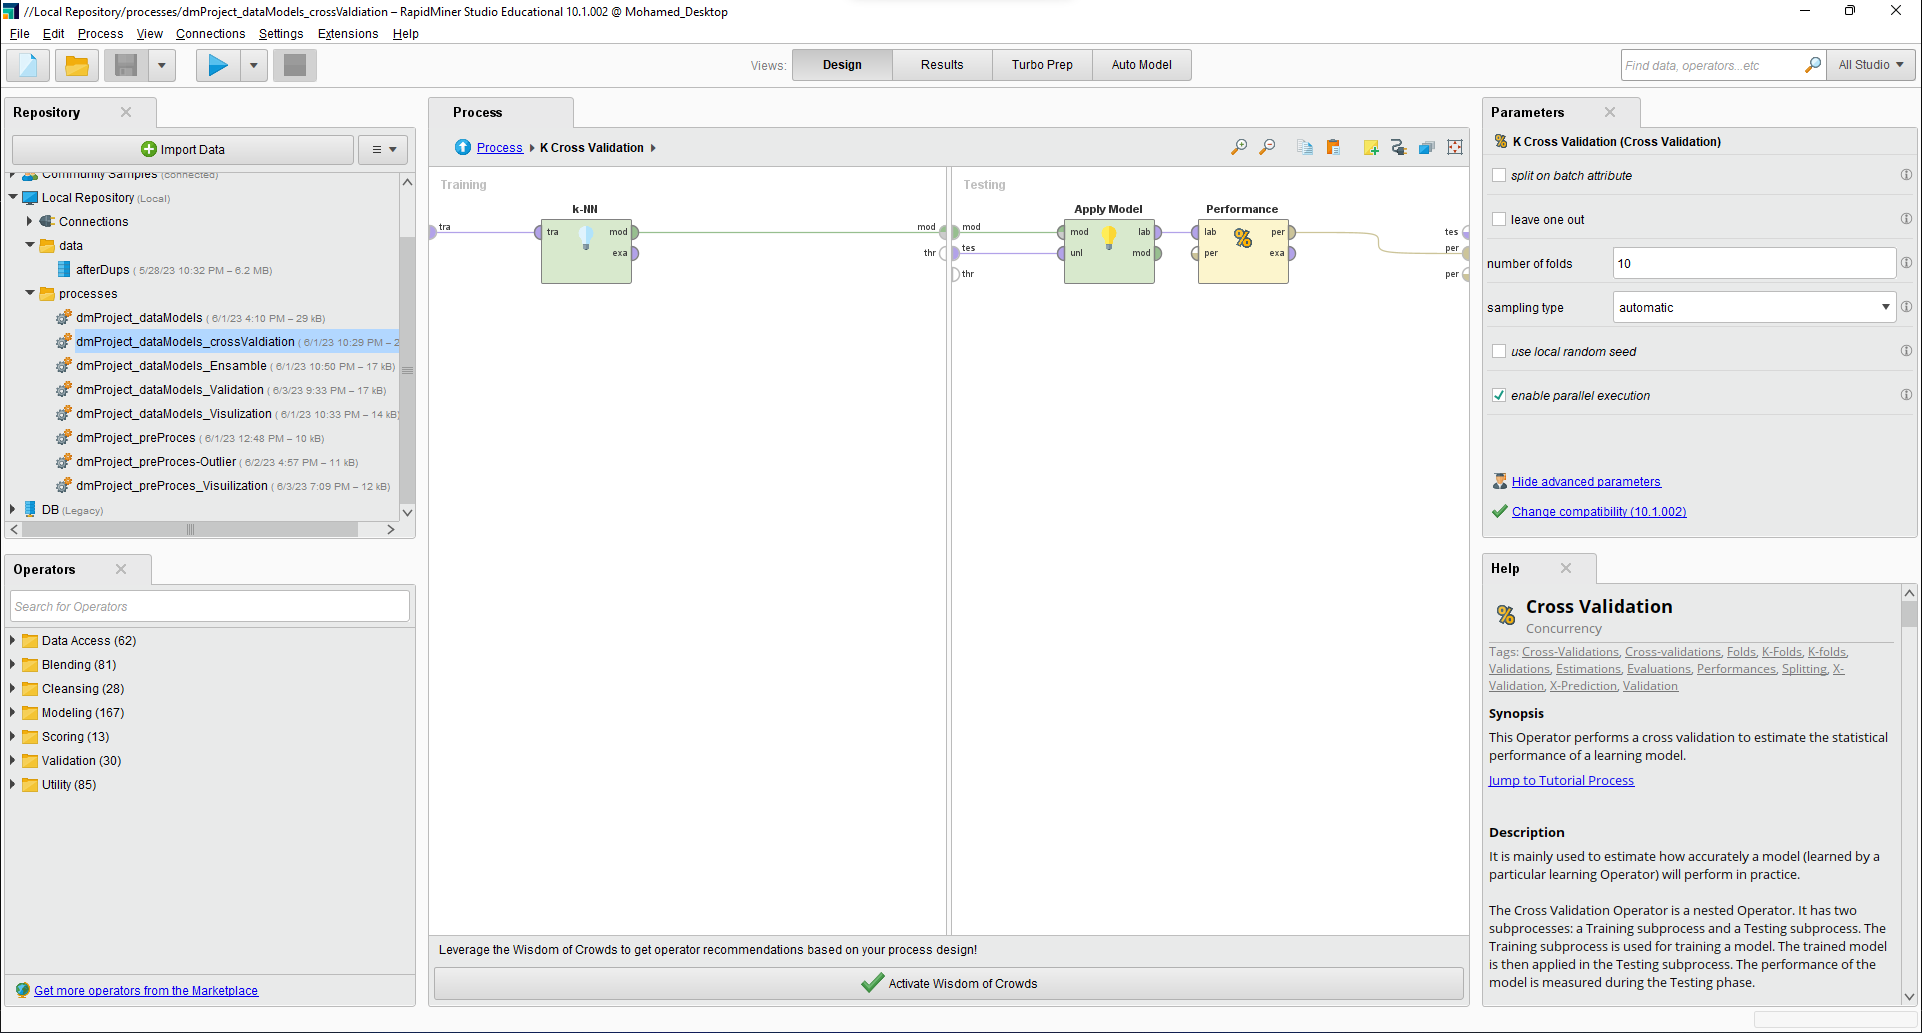 //Local Repository/processes/dmProject_dataModels_crossValdiation – RapidMiner Studio Educational 10.1.002 @ Mohamed_Desktop
File Edit Process View Connections Settings Extensions Help
Views: Design Results Turbo Prep Auto Model
Find data, operators...etc All Studio
Repository
Import Data
Community Samples (connected)
Local Repository (Local)
Connections
data
afterDups ( 5/28/23 10:32 PM – 6.2 MB)
processes
dmProject_dataModels ( 6/1/23 4:10 PM – 29 kB)
dmProject_dataModels_crossValdiation ( 6/1/23 10:29 PM – 2
dmProject_dataModels_Ensamble ( 6/1/23 10:50 PM – 17 kB)
dmProject_dataModels_Validation ( 6/3/23 9:33 PM – 17 kB)
dmProject_dataModels_Visulization ( 6/1/23 10:33 PM – 14 kB)
dmProject_preProces ( 6/1/23 12:48 PM – 10 kB)
dmProject_preProces-Outlier ( 6/2/23 4:57 PM – 11 kB)
dmProject_preProces_Visuilization ( 6/3/23 7:09 PM – 12 kB)
DB (Legacy)
Operators
Search for Operators
Data Access (62)
Blending (81)
Cleansing (28)
Modeling (167)
Scoring (13)
Validation (30)
Utility (85)
Get more operators from the Marketplace
Process
Process K Cross Validation
Training
tra
k-NN
tra mod
exa
mod
thr
Testing
mod
tes
thr
Apply Model
mod lab
unl mod
Performance
lab per
per exa
tes
per
per
Leverage the Wisdom of Crowds to get operator recommendations based on your process design!
Activate Wisdom of Crowds
Parameters
K Cross Validation (Cross Validation)
split on batch attribute
leave one out
number of folds 10
sampling type automatic
use local random seed
enable parallel execution
Hide advanced parameters
Change compatibility (10.1.002)
Help
Cross Validation
Concurrency
Tags: Cross-Validations, Cross-validations, Folds, K-Folds, K-folds,
Validations, Estimations, Evaluations, Performances, Splitting, X-
Validation, X-Prediction, Validation
Synopsis
This Operator performs a cross validation to estimate the statistical
performance of a learning model.
Jump to Tutorial Process
Description
It is mainly used to estimate how accurately a model (learned by a
particular learning Operator) will perform in practice.
The Cross Validation Operator is a nested Operator. It has two
subprocesses: a Training subprocess and a Testing subprocess. The
Training subprocess is used for training a model. The trained model
is then applied in the Testing subprocess. The performance of the
model is measured during the Testing phase.